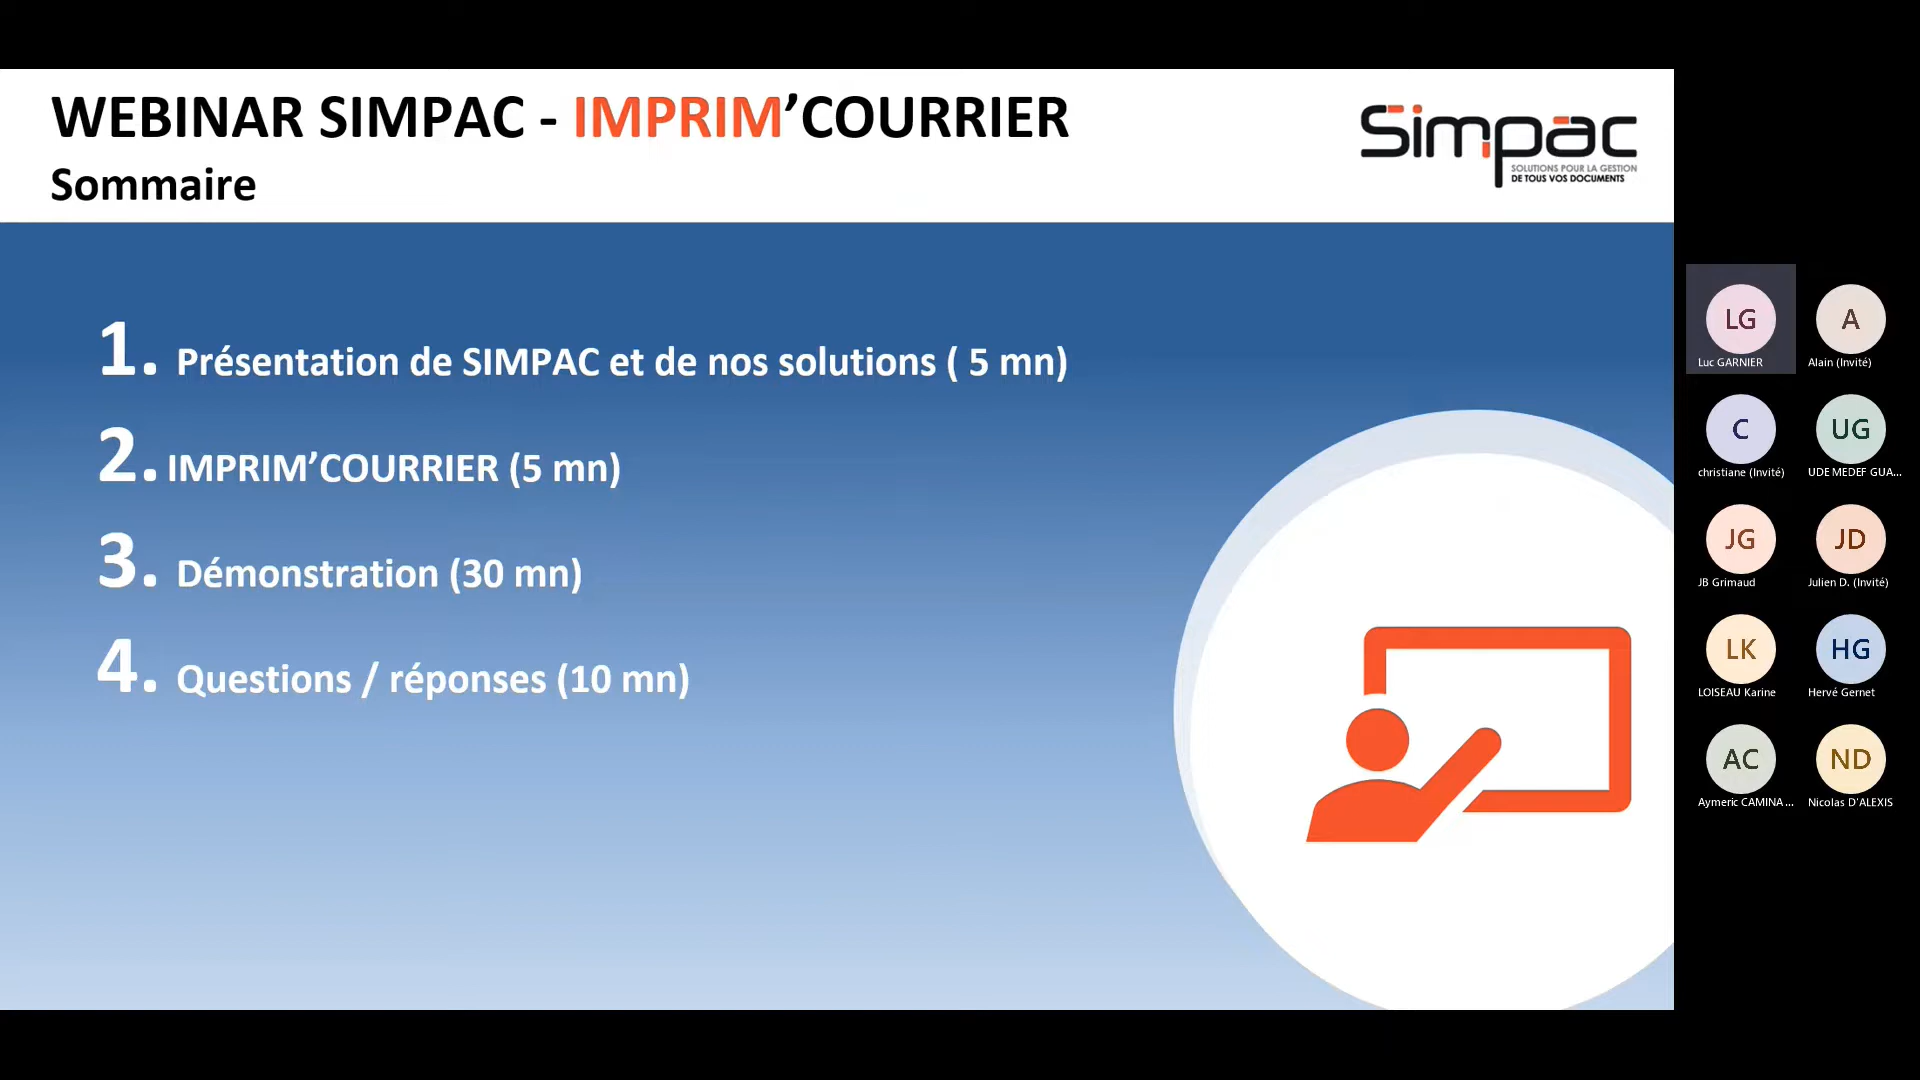 WEBINAR SIMPAC - IMPRIM’COURRIER
Sommaire
Simpac
SOLUTIONS POUR LA GESTION
DE TOUS VOS DOCUMENTS
1. Présentation de SIMPAC et de nos solutions ( 5 mn)
2. IMPRIM’COURRIER (5 mn)
3. Démonstration (30 mn)
4. Questions / réponses (10 mn)
LG
Luc GARNIER
A
Alain (Invité)
C
christiane (Invité)
UG
UDE MEDEF GUA...
JG
JB Grimaud
JD
Julien D. (Invité)
LK
LOISEAU Karine
HG
Hervé Gernet
AC
Aymeric CAMINA ...
ND
Nicolas D'ALEXIS